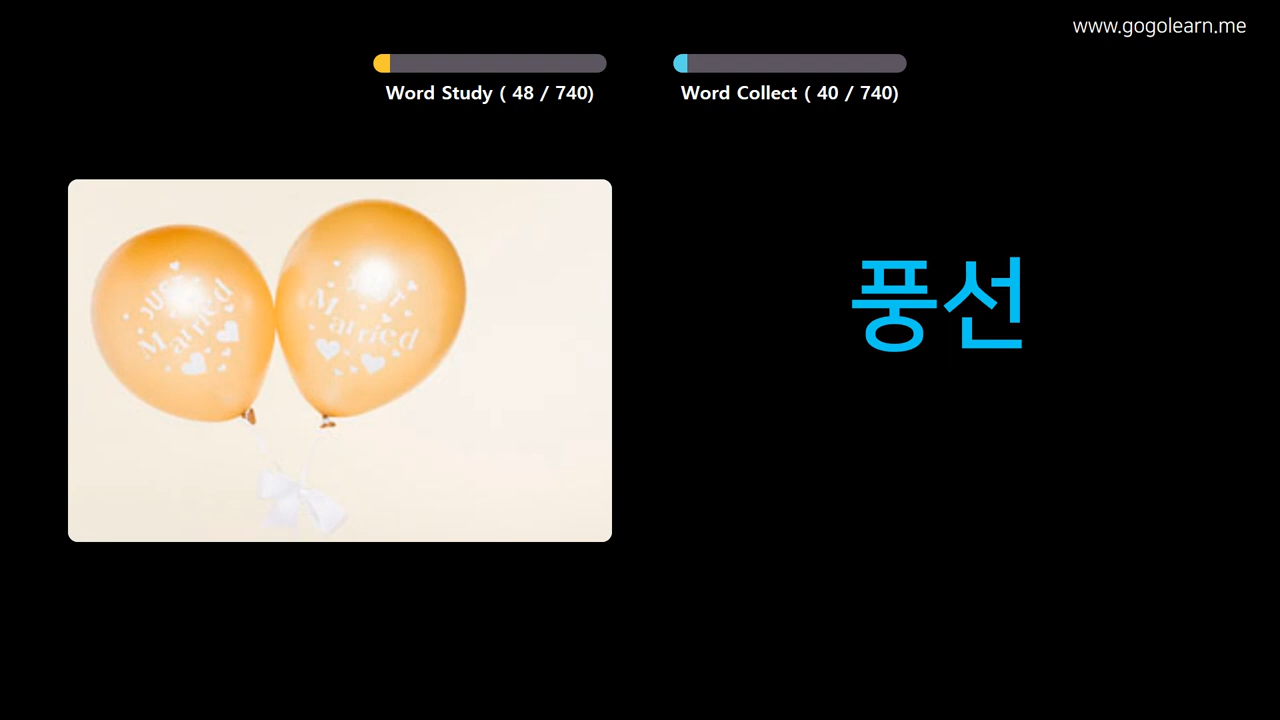 www.gogolearn.me
Word Study ( 48 / 740)
Word Collect ( 40 / 740)
풍선
JUST
Married
JUST
Married